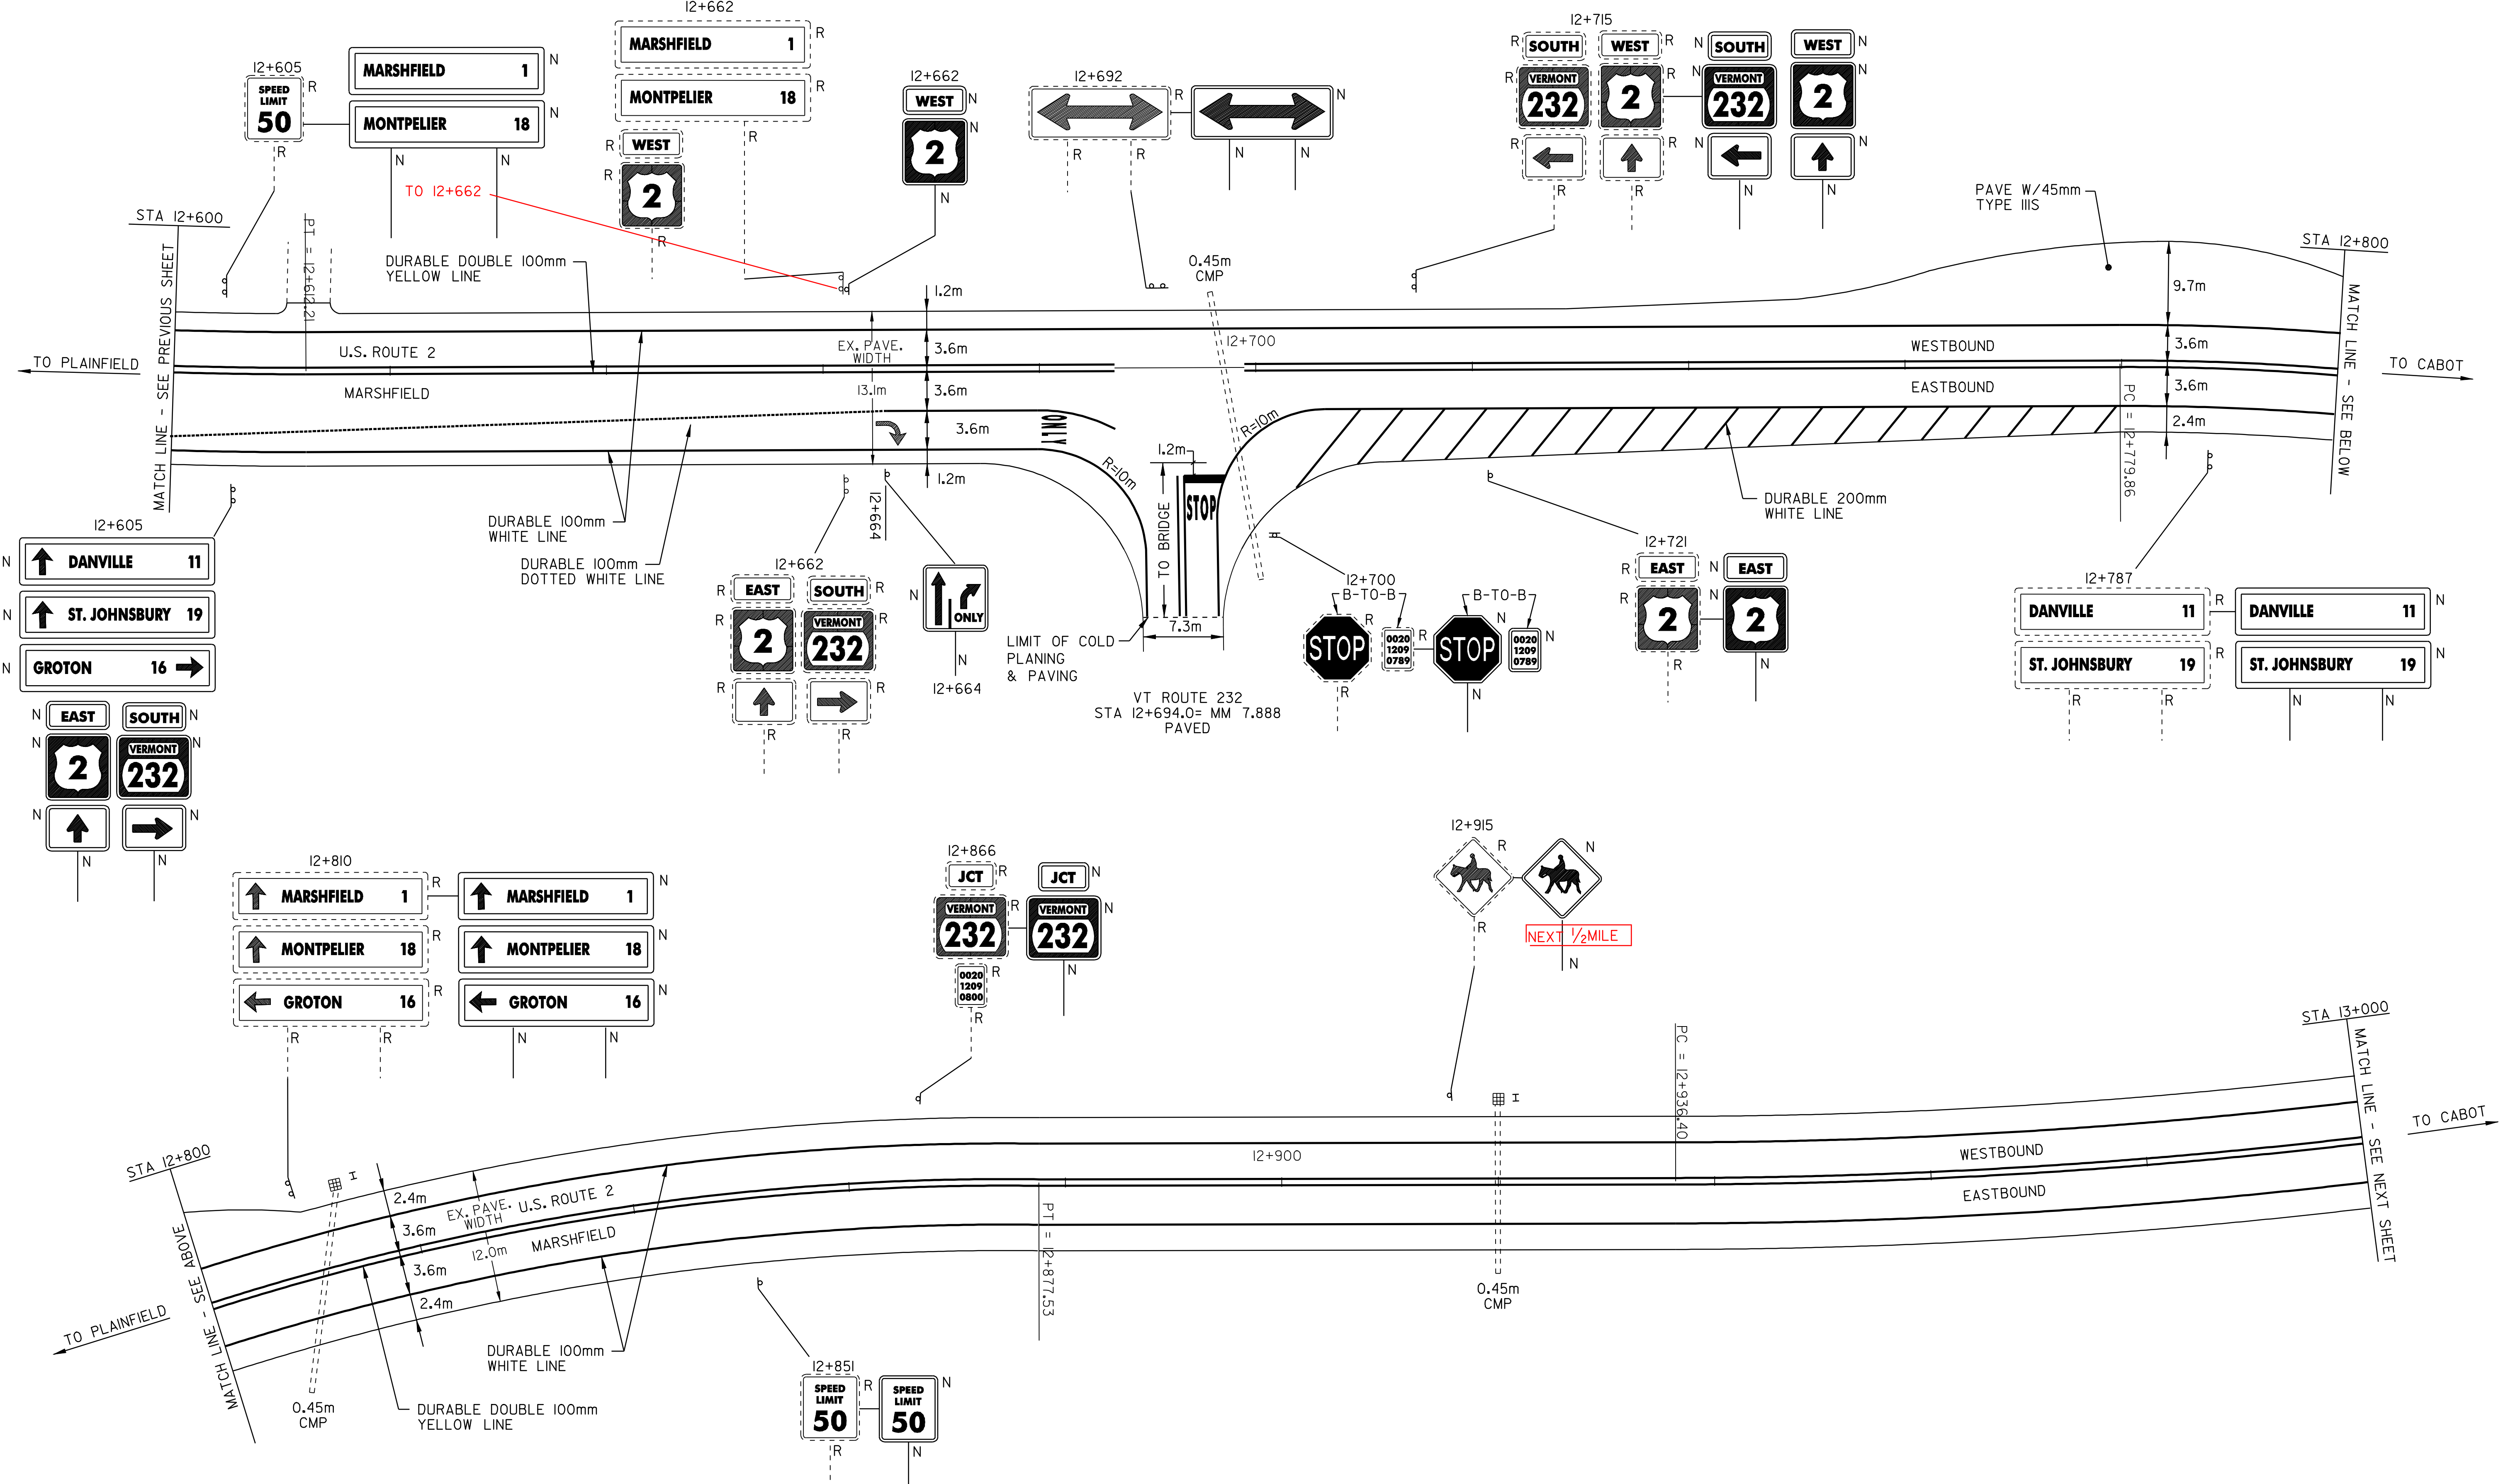 12+662
MARSHFIELD 1 R
MONTPELIER 18 R
R
R WEST
R 2
R
12+605
SPEED
LIMIT
50
R
R
MARSHFIELD 1 N
MONTPELIER 18 N
N N
TO 12+662
12+662
WEST N
2 N
N
12+692
R N
R R N N
12+715
R SOUTH WEST R N SOUTH WEST N
R VERMONT 232 2 R N VERMONT 232 2 N
R R N N
R R N N
PAVE W/45mm
TYPE IIIS
STA 12+600
MATCH LINE - SEE PREVIOUS SHEET
PT = 12+612.21
DURABLE DOUBLE 100mm
YELLOW LINE
0.45m
CMP
STA 12+800
MATCH LINE - SEE BELOW
1.2m
9.7m
12+700
TO PLAINFIELD
U.S. ROUTE 2
EX. PAVE.
WIDTH
3.6m
WESTBOUND
3.6m
TO CABOT
MARSHFIELD
13.1m
3.6m
EASTBOUND
3.6m
PC = 12+779.86
3.6m
ONLY
R=10m
2.4m
1.2m
R=10m
1.2m
TO BRIDGE
STOP
12+664
DURABLE 100mm
WHITE LINE
DURABLE 100mm
DOTTED WHITE LINE
DURABLE 200mm
WHITE LINE
12+605
N DANVILLE 11
N ST. JOHNSBURY 19
N GROTON 16
N EAST SOUTH N
N 2 VERMONT 232 N
N N
N N
12+662
R EAST SOUTH R
R 2 VERMONT 232 R
R R
R R
N ONLY
N
12+664
LIMIT OF COLD
PLANING
& PAVING
7.3m
VT ROUTE 232
STA 12+694.0= MM 7.888
PAVED
12+700
B-TO-B
B-TO-B
STOP R
0020
1209
0789
R
STOP N
0020
1209
0789
N
R N
12+721
R EAST N EAST
R 2 N 2
R N
12+787
DANVILLE 11 R DANVILLE 11 N
ST. JOHNSBURY 19 R ST. JOHNSBURY 19 N
R R N N
12+810
MARSHFIELD 1 R MARSHFIELD 1 N
MONTPELIER 18 R MONTPELIER 18 N
GROTON 16 R GROTON 16 N
R R N N
12+866
JCT R JCT N
VERMONT 232 R VERMONT 232 N
0020
1209
0800
R
R N
12+915
R N
R
NEXT 1/2MILE
N
STA 12+800
MATCH LINE - SEE ABOVE
TO PLAINFIELD
2.4m
3.6m
3.6m
2.4m
EX. PAVE.
WIDTH
12.0m
U.S. ROUTE 2
MARSHFIELD
0.45m
CMP
DURABLE DOUBLE 100mm
YELLOW LINE
DURABLE 100mm
WHITE LINE
12+851
SPEED
LIMIT
50
R
SPEED
LIMIT
50
N
R N
PT = 12+877.53
12+900
0.45m
CMP
PC = 12+936.40
WESTBOUND
EASTBOUND
STA 13+000
MATCH LINE - SEE NEXT SHEET
TO CABOT